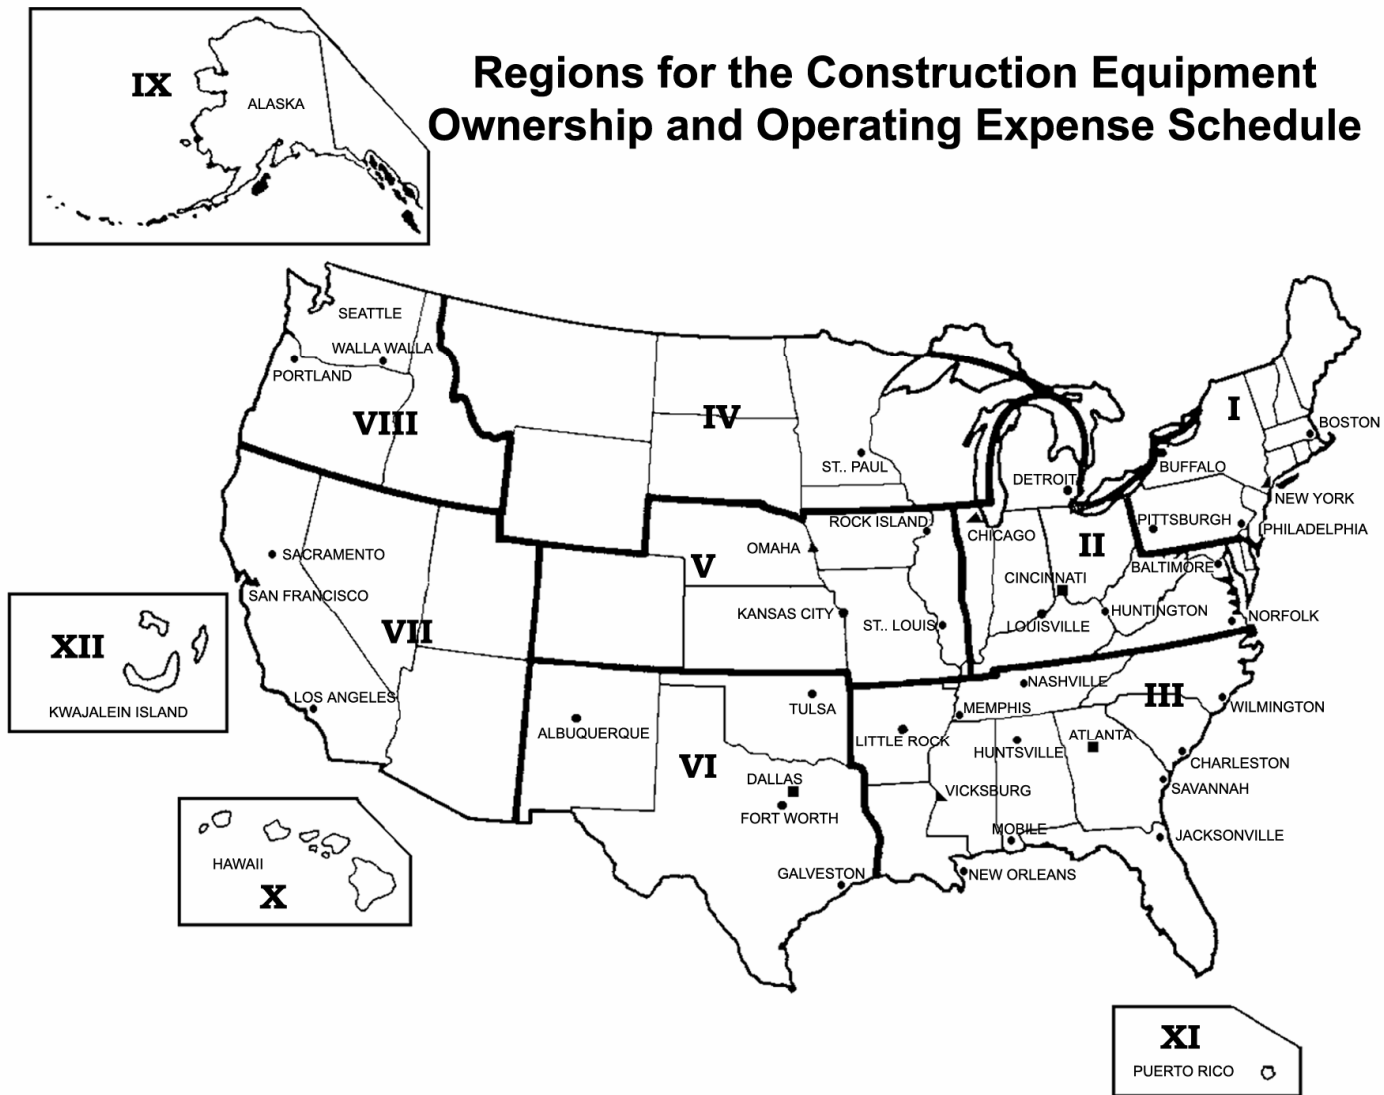 Regions for the Construction Equipment
Ownership and Operating Expense Schedule
IX
ALASKA
SEATTLE
WALLA WALLA
PORTLAND
VIII
IV
ST.. PAUL
I
BOSTON
BUFFALO
DETROIT
NEW YORK
PITTSBURGH
PHILADELPHIA
ROCK ISLAND
CHICAGO
II
OMAHA
SACRAMENTO
V
BALTIMORE
CINCINNATI
SAN FRANCISCO
KANSAS CITY
ST.. LOUIS
LOUISVILLE
HUNTINGTON
NORFOLK
VII
XII
KWAJALEIN ISLAND
LOS ANGELES
NASHVILLE
III
TULSA
MEMPHIS
WILMINGTON
ALBUQUERQUE
LITTLE ROCK
HUNTSVILLE
ATLANTA
VI
CHARLESTON
DALLAS
VICKSBURG
SAVANNAH
FORT WORTH
MOBILE
JACKSONVILLE
HAWAII
X
GALVESTON
NEW ORLEANS
XI
PUERTO RICO